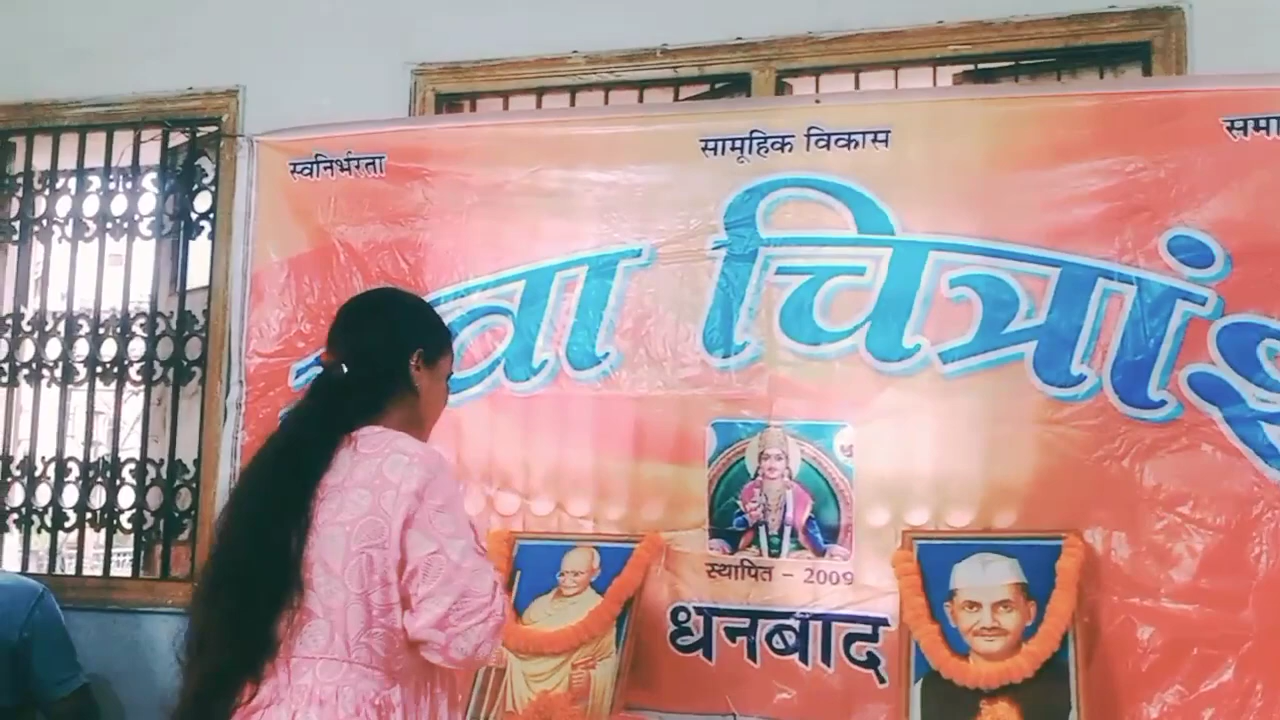 स्वनिर्भरता
सामूहिक विकास
चित्रां
स्थापित - 2009
धनबाद